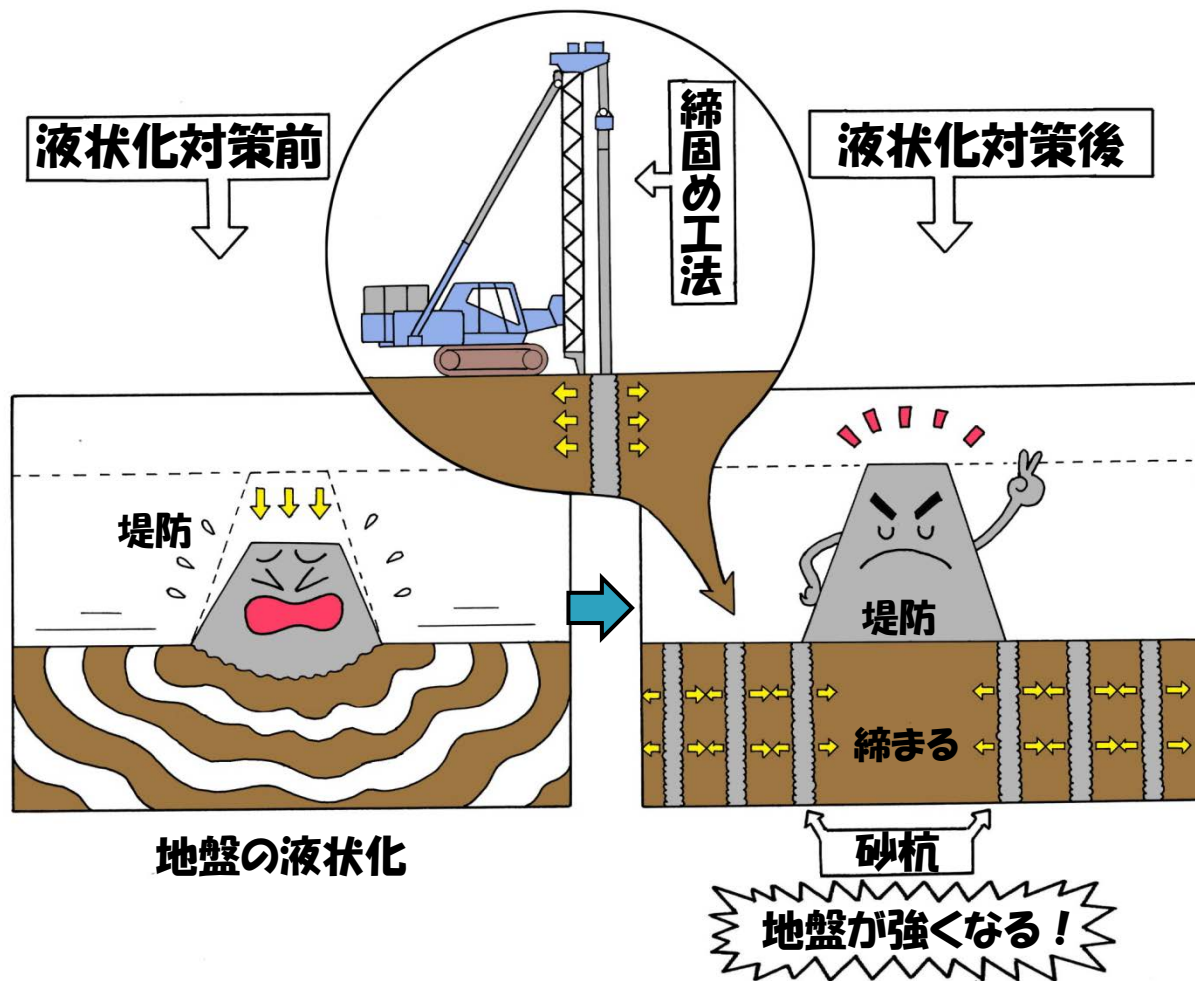 液状化対策前
締固め工法
液状化対策後
堤防
堤防
締まる
地盤の液状化
砂杭
地盤が強くなる！